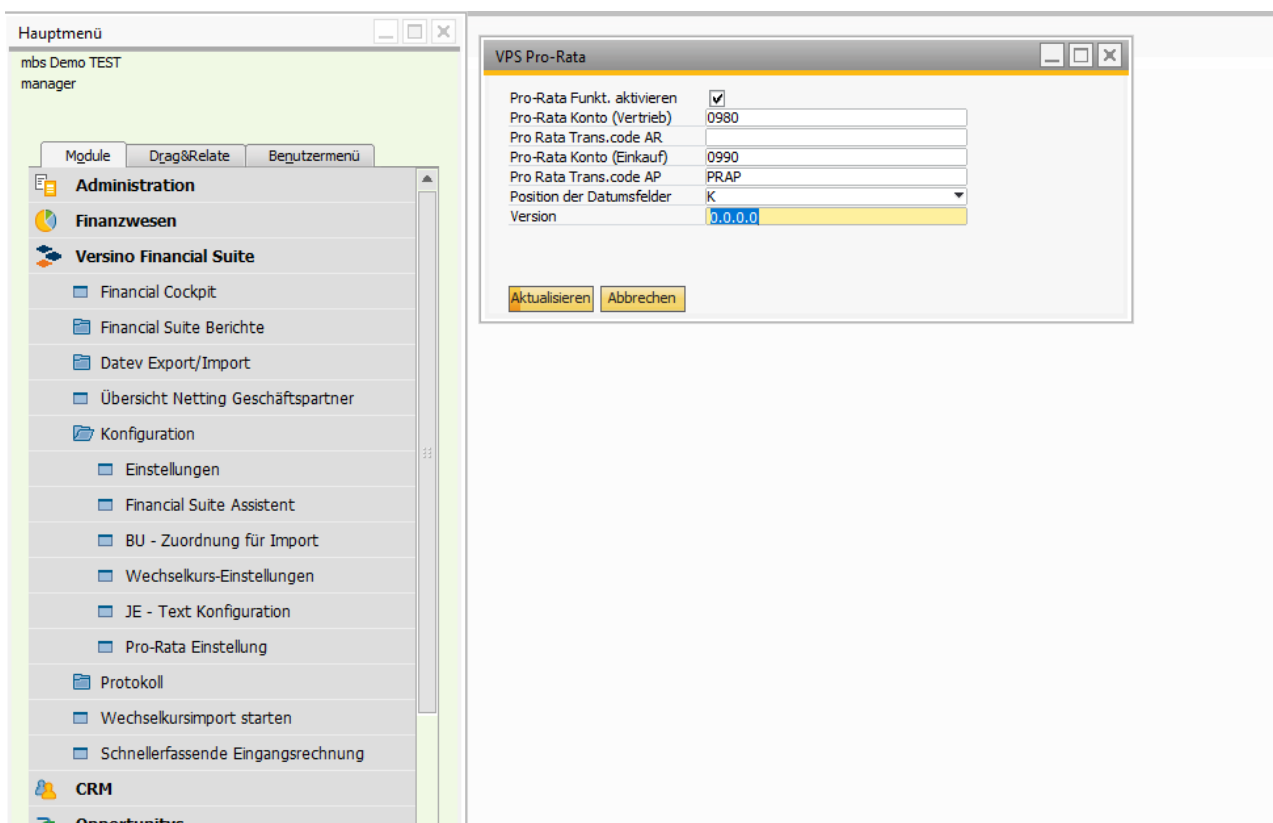 Hauptmenü
mbs Demo TEST
manager
Module Drag&Relate Benutzermenü
Administration
Finanzwesen
Versino Financial Suite
Financial Cockpit
Financial Suite Berichte
Datev Export/Import
Übersicht Netting Geschäftspartner
Konfiguration
Einstellungen
Financial Suite Assistent
BU - Zuordnung für Import
Wechselkurs-Einstellungen
JE - Text Konfiguration
Pro-Rata Einstellung
Protokoll
Wechselkursimport starten
Schnellerfassende Eingangsrechnung
CRM
Opportunitys
VPS Pro-Rata
Pro-Rata Funkt. aktivieren
Pro-Rata Konto (Vertrieb) 0980
Pro Rata Trans.code AR
Pro-Rata Konto (Einkauf) 0990
Pro Rata Trans.code AP PRAP
Position der Datumsfelder K
Version 0.0.0.0
Aktualisieren Abbrechen